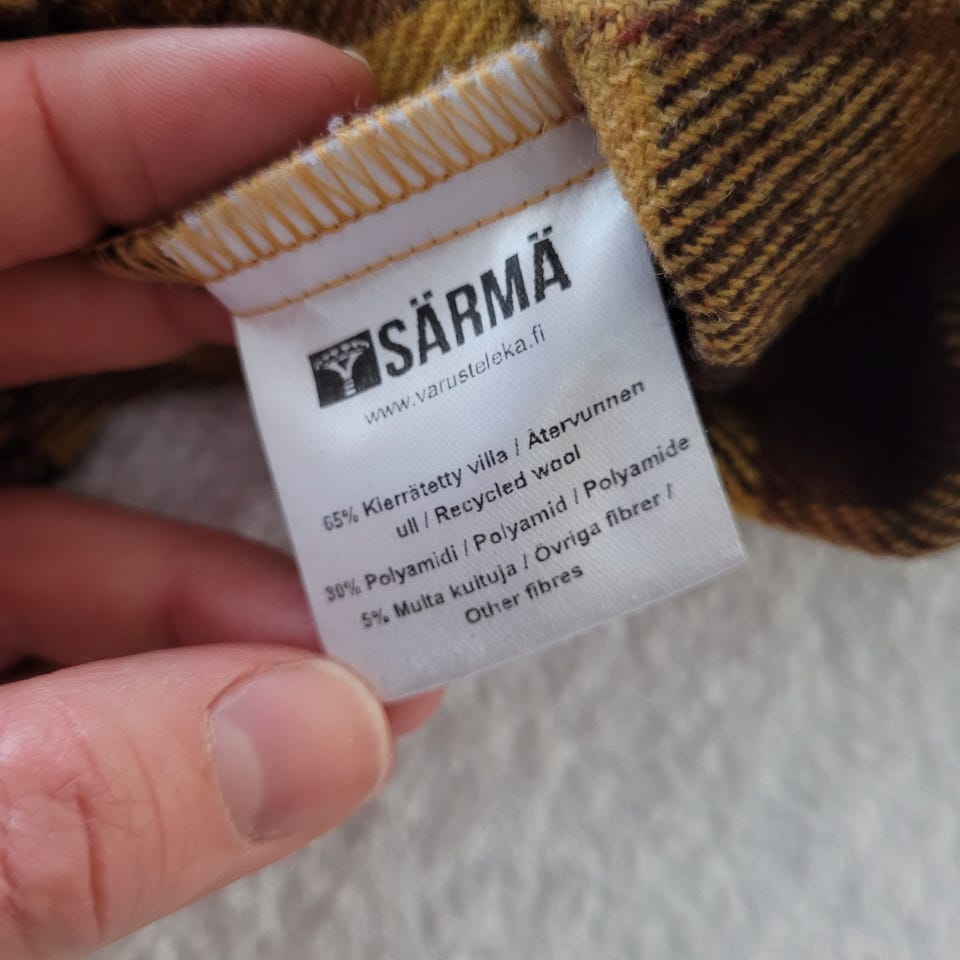 SÄRMÄ
www.varusteleka.fi
65% Kierrätetty villa / Återvunnen
ull / Recycled wool
30% Polyamidi / Polyamid / Polyamide
5% Muita kuituja / Övriga fibrer /
Other fibres